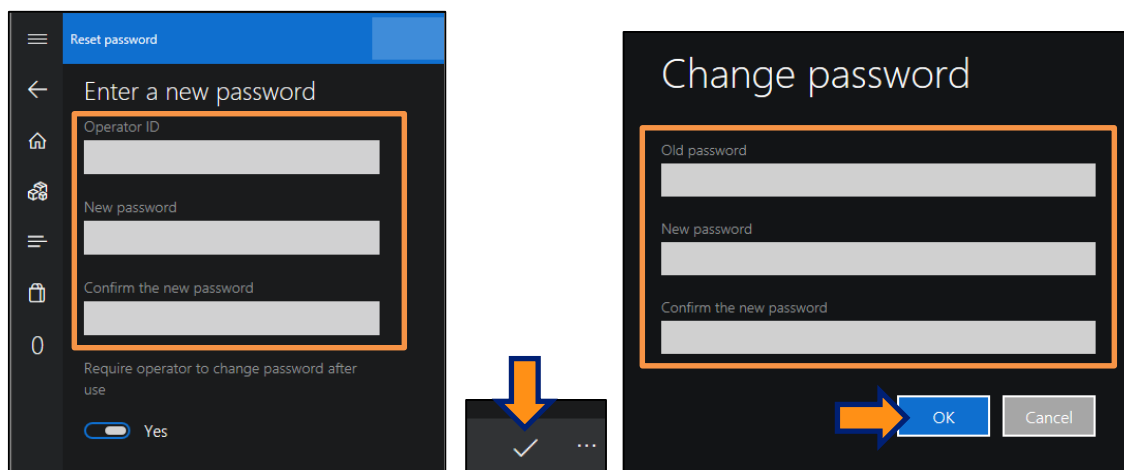 Reset password
Enter a new password
Operator ID
New password
Confirm the new password
0
Require operator to change password after
use
Yes
...
Change password
Old password
New password
Confirm the new password
OK
Cancel